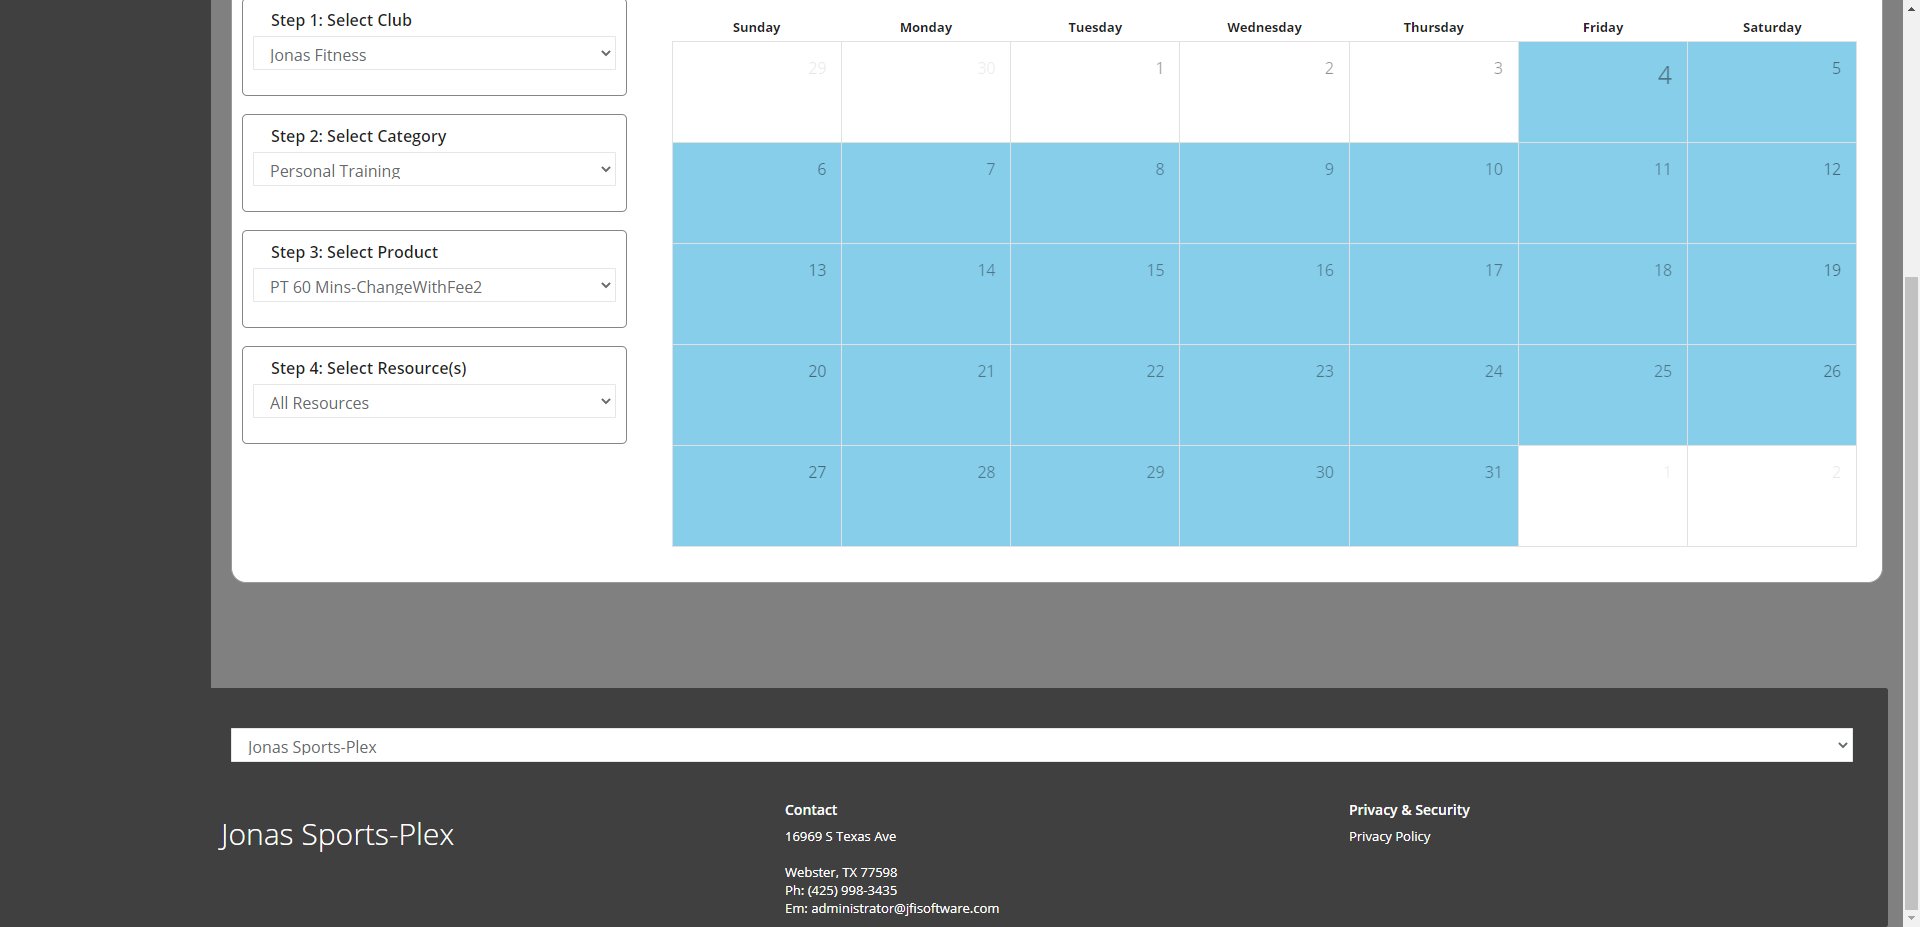 Step 1: Select Club
Jonas Fitness
Step 2: Select Category
Personal Training
Step 3: Select Product
PT 60 Mins-ChangeWithFee2
Step 4: Select Resource(s)
All Resources
Sunday Monday Tuesday Wednesday Thursday Friday Saturday
29 30 1 2 3 4 5
6 7 8 9 10 11 12
13 14 15 16 17 18 19
20 21 22 23 24 25 26
27 28 29 30 31 1 2
Jonas Sports-Plex
Jonas Sports-Plex
Contact
16969 S Texas Ave
Webster, TX 77598
Ph: (425) 998-3435
Em: administrator@jfisoftware.com
Privacy & Security
Privacy Policy